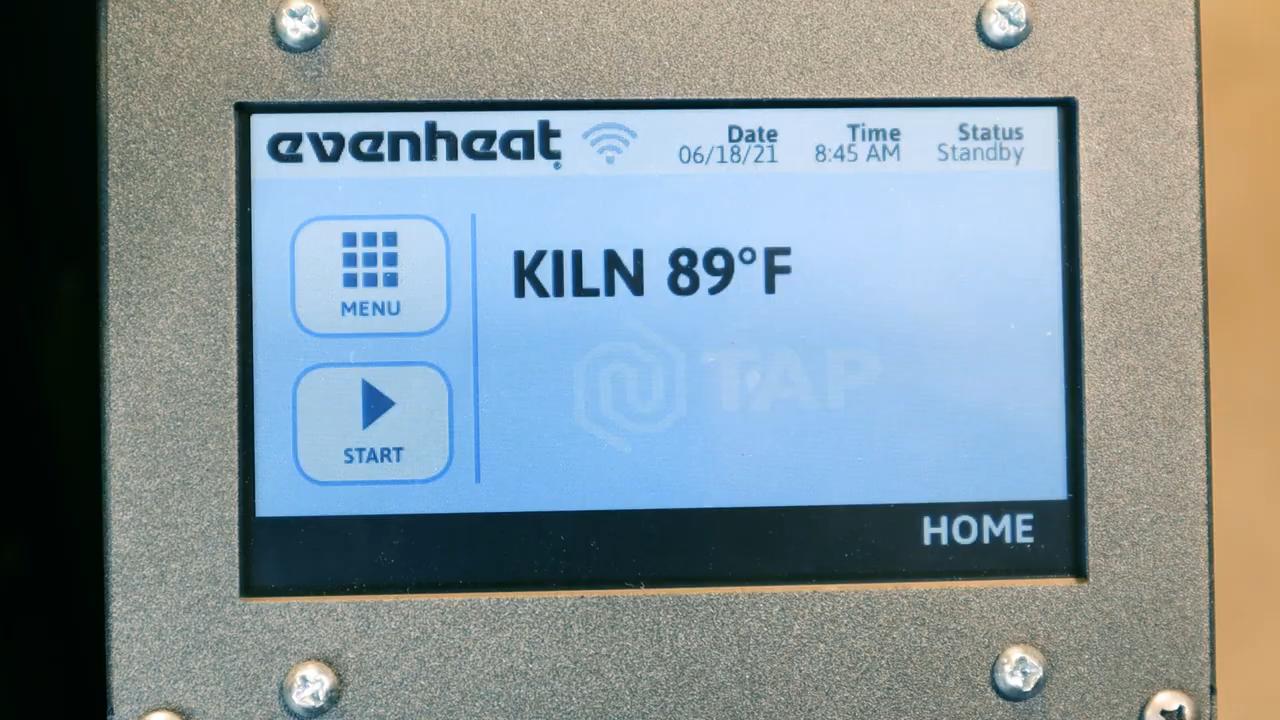 evenheat®
Date
06/18/21
Time
8:45 AM
Status
Standby
MENU
KILN 89°F
TAP
START
HOME